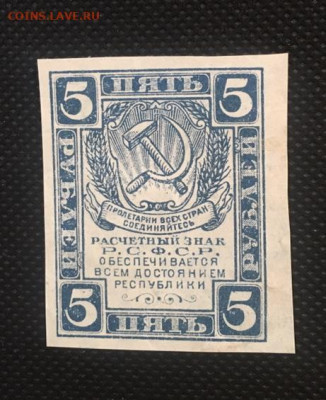 COINS.LAVE.RU
5 ПЯТЬ 5
РУБЛЕЙ
РУБЛЕЙ
ПРОЛЕТАРИИ ВСЕХ СТРАН
СОЕДИНЯЙТЕСЬ
РАСЧЕТНЫЙ ЗНАК
Р.С.Ф.С.Р.
ОБЕСПЕЧИВАЕТСЯ
ВСЕМ ДОСТОЯНИЕМ
РЕСПУБЛИКИ
5 ПЯТЬ 5